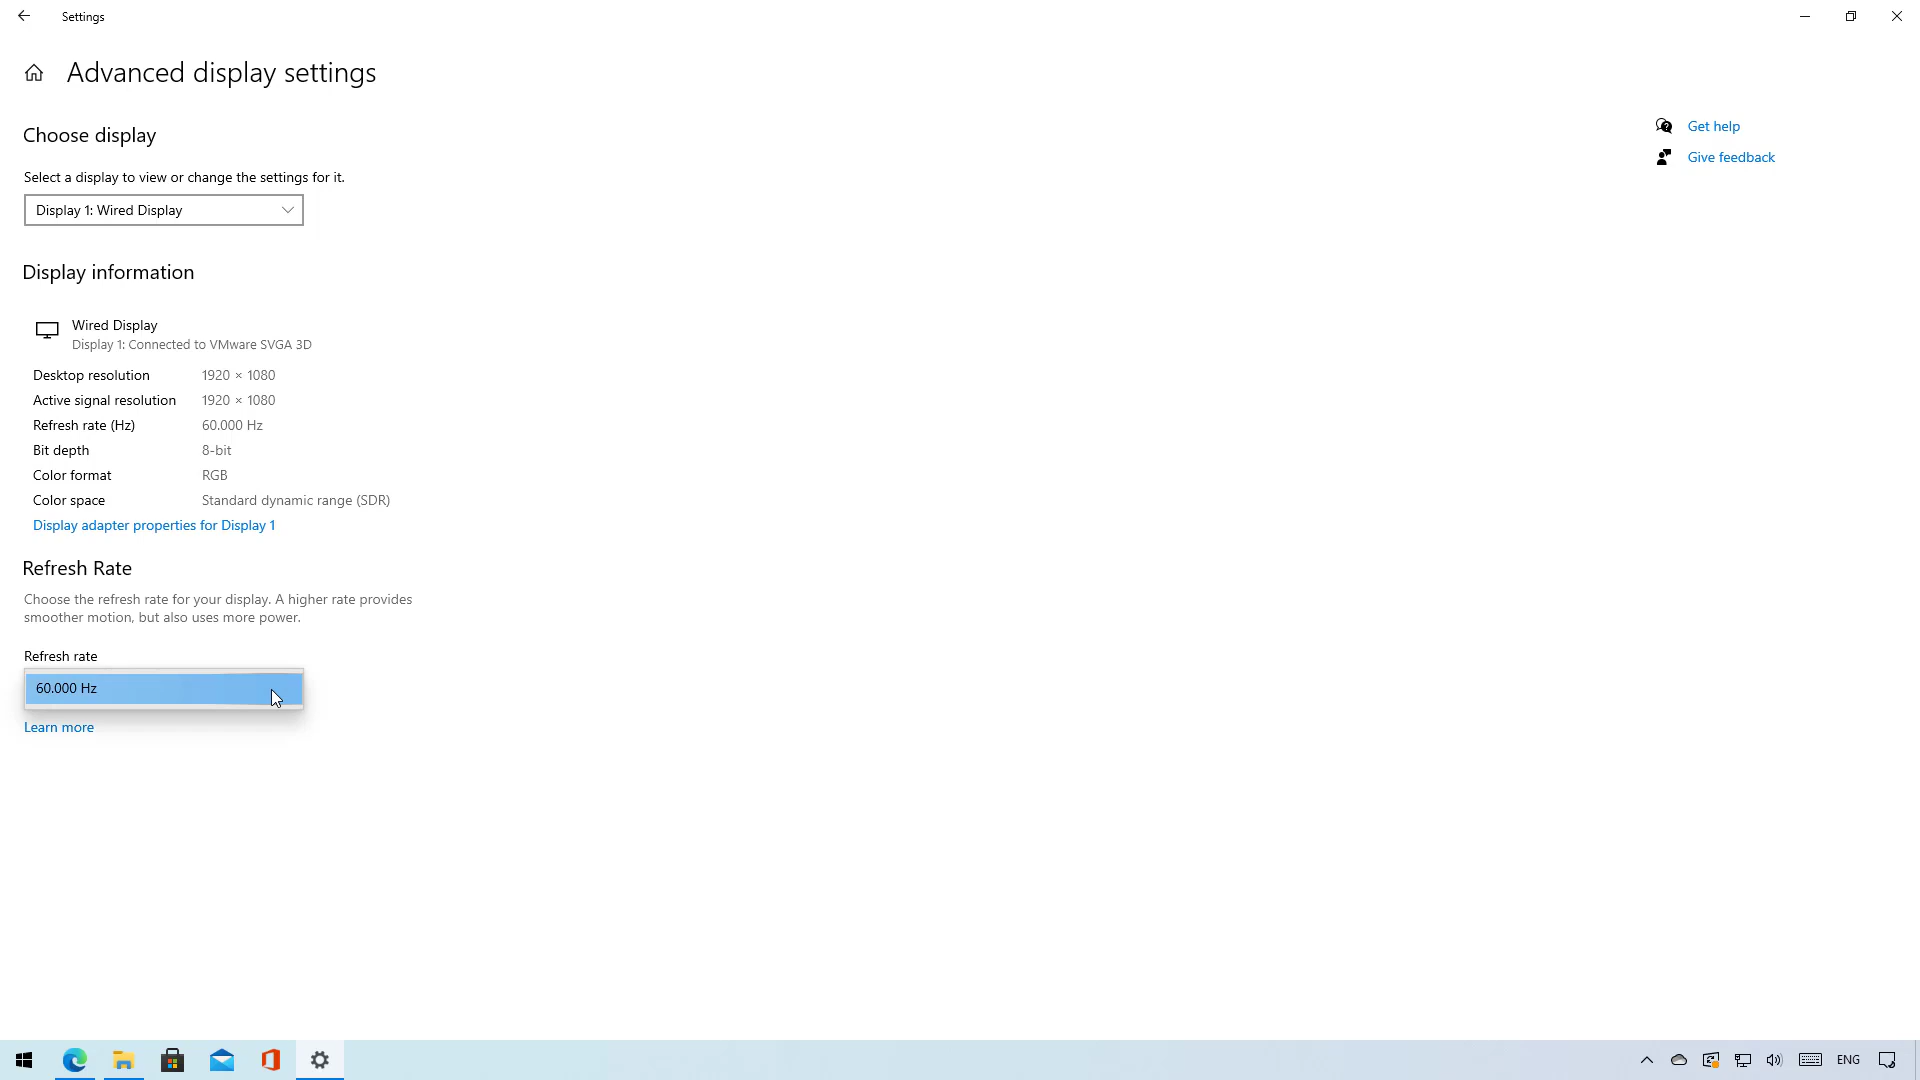 Settings
Advanced display settings
Choose display
Select a display to view or change the settings for it.
Display 1: Wired Display
Display information
Wired Display
Display 1: Connected to VMware SVGA 3D
Desktop resolution 1920 × 1080
Active signal resolution 1920 × 1080
Refresh rate (Hz) 60.000 Hz
Bit depth 8-bit
Color format RGB
Color space Standard dynamic range (SDR)
Display adapter properties for Display 1
Refresh Rate
Choose the refresh rate for your display. A higher rate provides
smoother motion, but also uses more power.
Refresh rate
60.000 Hz
Learn more
Get help
Give feedback
ENG